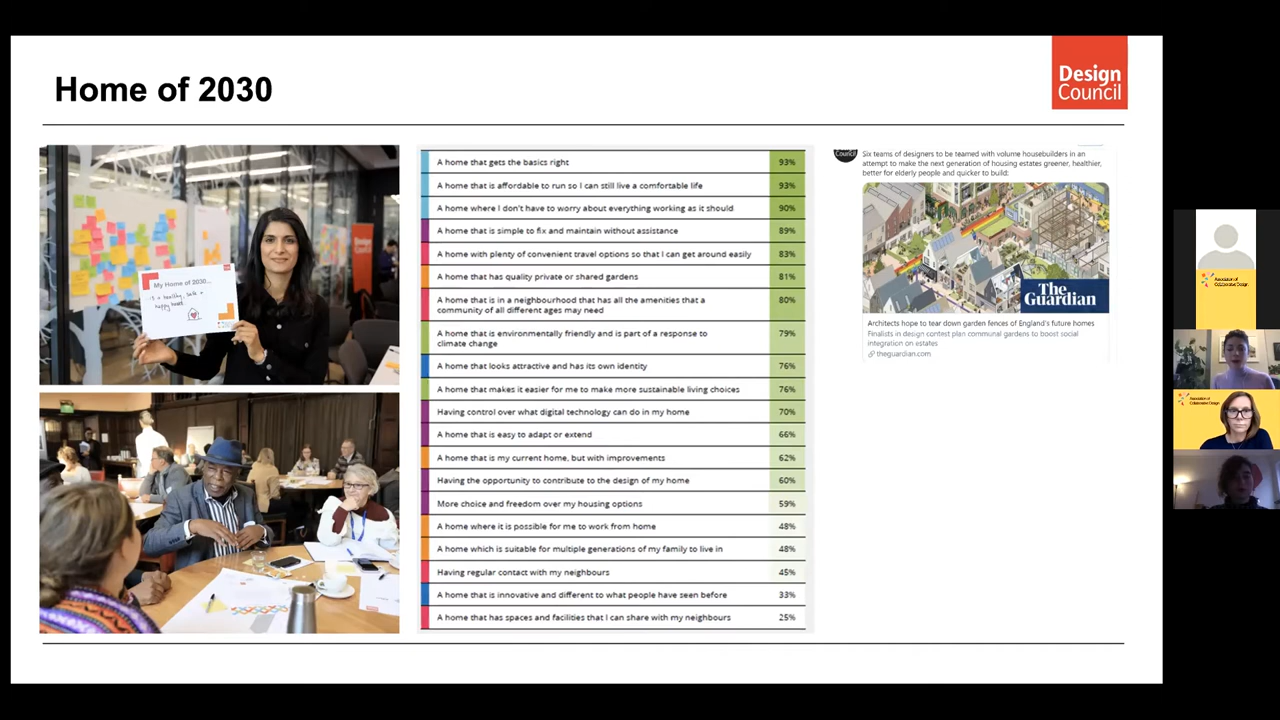 Home of 2030
Design
Council
My Home of 2030...
A home that gets the basics right 93%
A home that is affordable to run so I can still live a comfortable life 93%
A home where I don't have to worry about everything working as it should 90%
A home that is simple to fix and maintain without assistance 89%
A home with plenty of convenient travel options so that I can get around easily 83%
A home that has quality private or shared gardens 81%
A home that is in a neighbourhood that has all the amenities that a
community of all different ages may need 80%
A home that is environmentally friendly and is part of a response to
climate change 79%
A home that looks attractive and has its own identity 76%
A home that makes it easier for me to make more sustainable living choices 76%
Having control over what digital technology can do in my home 70%
A home that is easy to adapt or extend 66%
A home that is my current home, but with improvements 62%
Having the opportunity to contribute to the design of my home 60%
More choice and freedom over my housing options 59%
A home where it is possible for me to work from home 48%
A home which is suitable for multiple generations of my family to live in 48%
Having regular contact with my neighbours 45%
A home that is innovative and different to what people have seen before 33%
A home that has spaces and facilities that I can share with my neighbours 25%
Council
Six teams of designers to be teamed with volume housebuilders in an
attempt to make the next generation of housing estates greener, healthier,
better for elderly people and quicker to build:
The
Guardian
Architects hope to tear down garden fences of England's future homes
Finalists in design contest plan communal gardens to boost social
integration on estates
theguardian.com
Association of
Collaborative Design
Association of
Collaborative Design